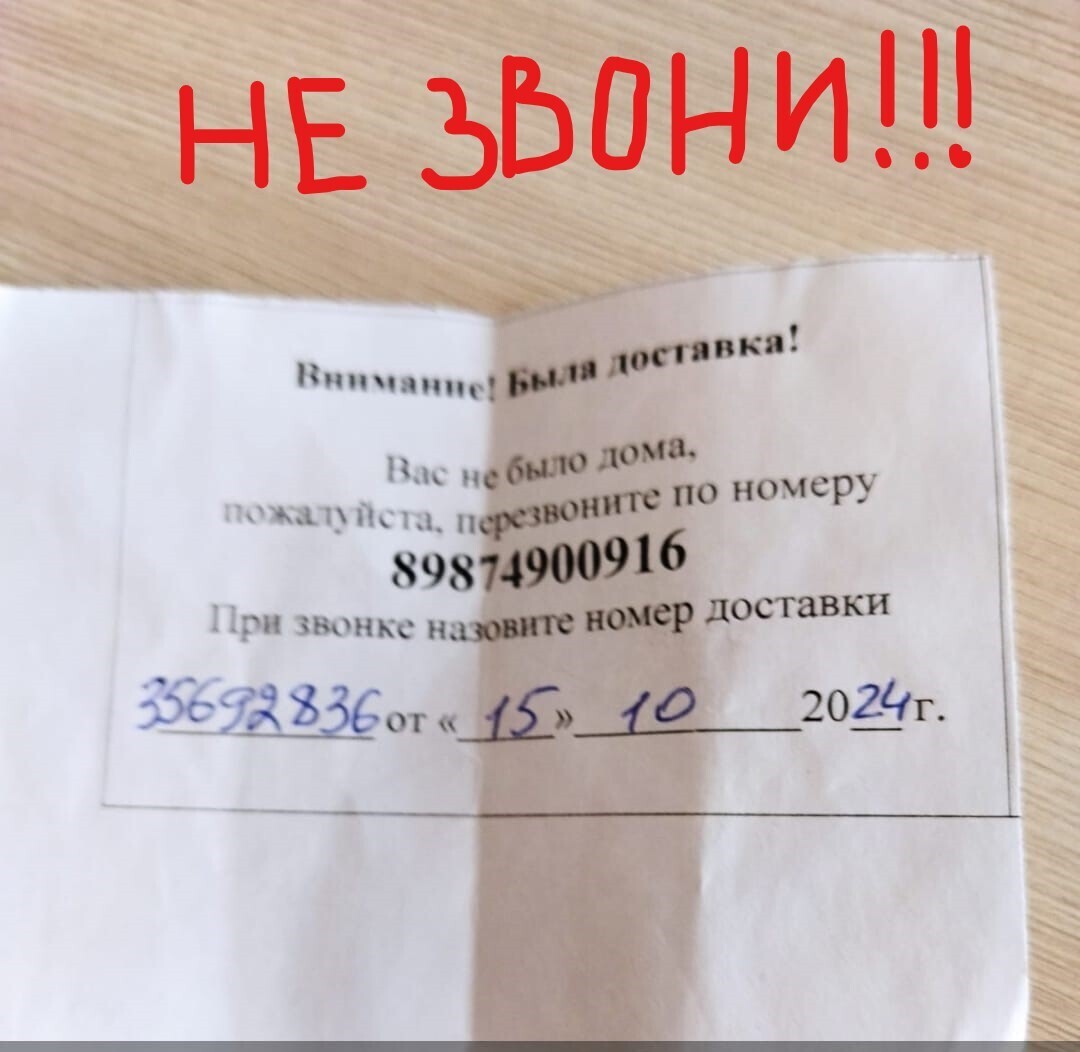 НЕ ЗВОНИ!!!
Внимание! Была доставка!
Вас не было дома,
пожалуйста, перезвоните по номеру
89874900916
При звонке назовите номер доставки
35692836 от « 15 » 10 2024 г.